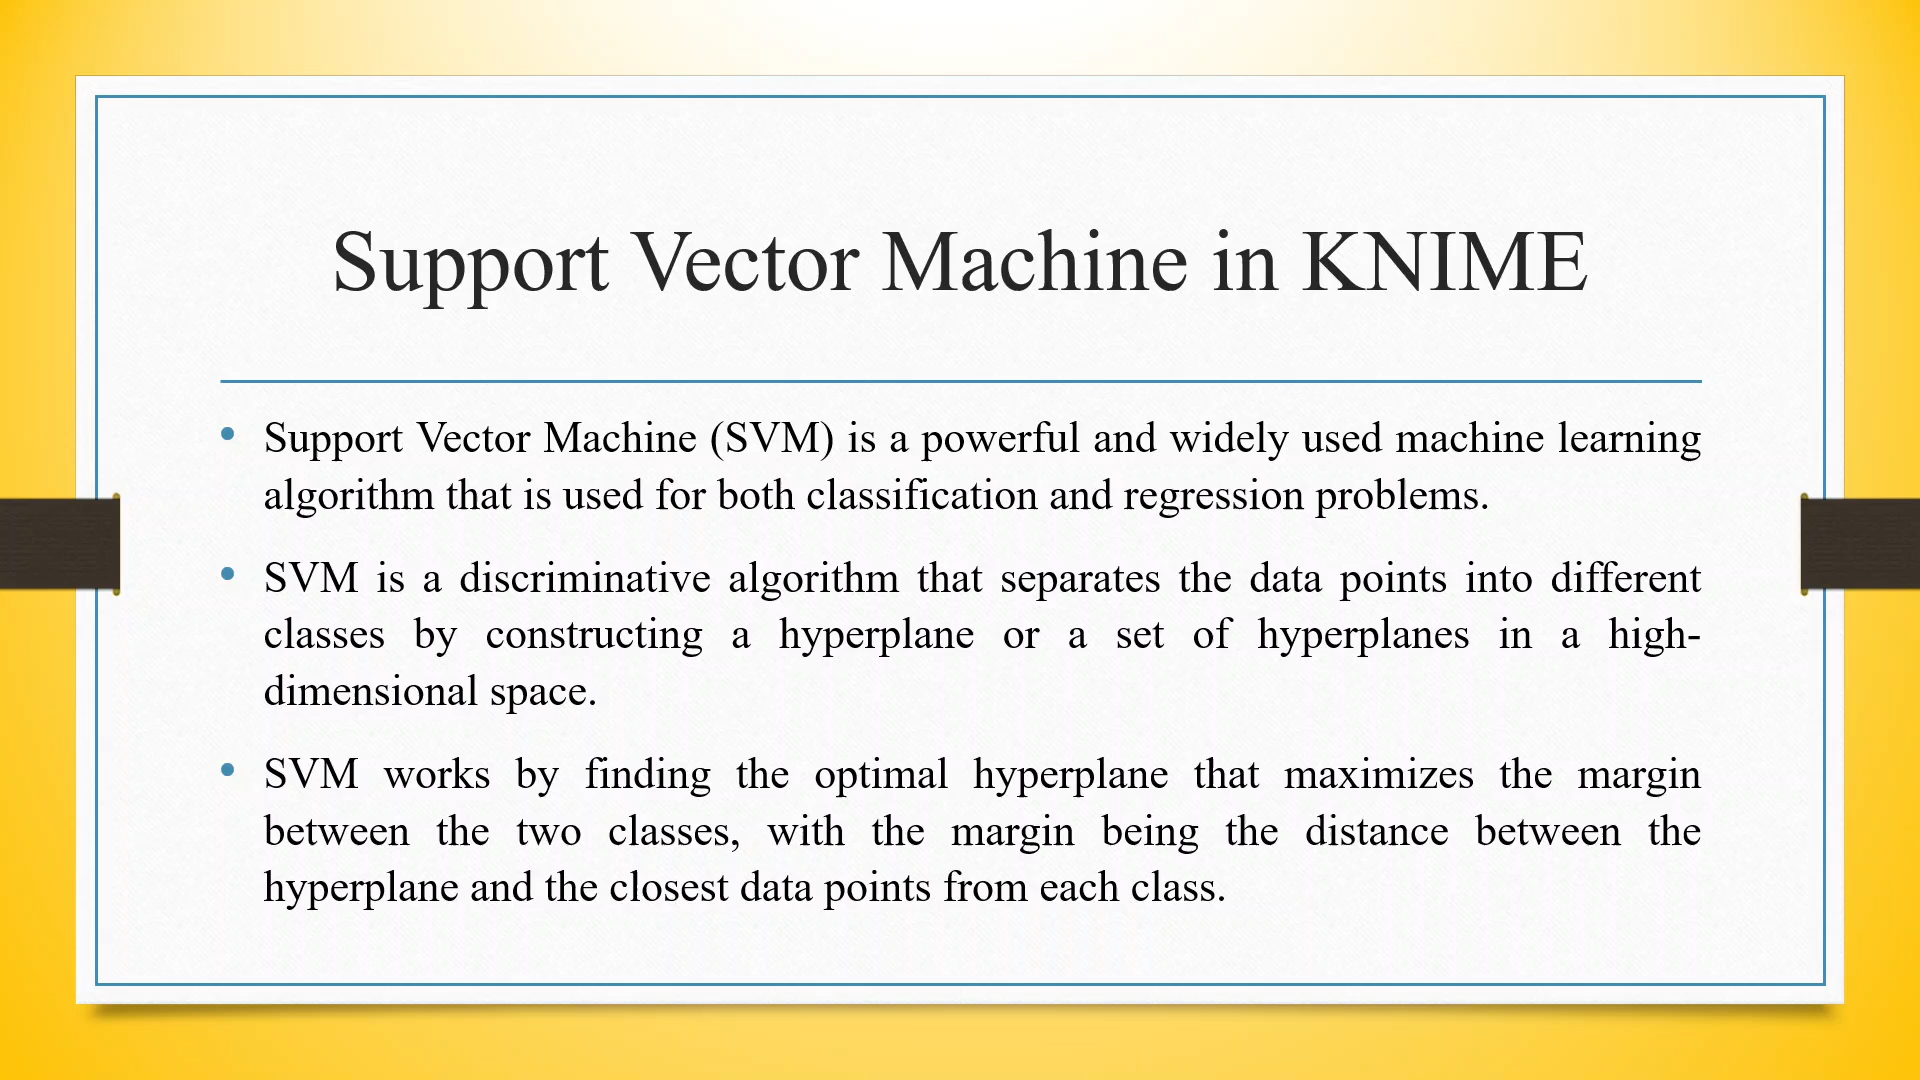 Support Vector Machine in KNIME
• Support Vector Machine (SVM) is a powerful and widely used machine learning
algorithm that is used for both classification and regression problems.
• SVM is a discriminative algorithm that separates the data points into different
classes by constructing a hyperplane or a set of hyperplanes in a high-
dimensional space.
• SVM works by finding the optimal hyperplane that maximizes the margin
between the two classes, with the margin being the distance between the
hyperplane and the closest data points from each class.